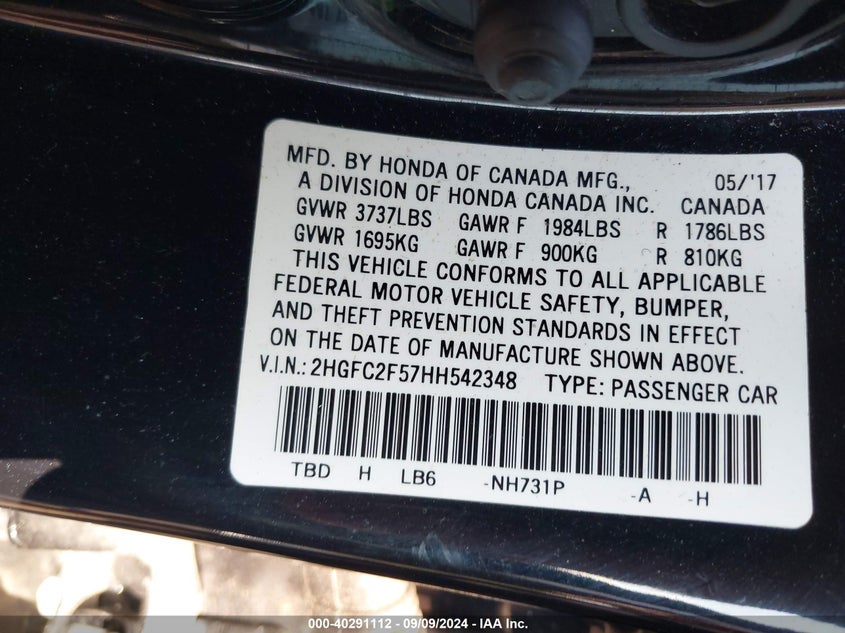 MFD. BY HONDA OF CANADA MFG., 05/'17
A DIVISION OF HONDA CANADA INC. CANADA
GVWR 3737LBS GAWR F 1984LBS R 1786LBS
GVWR 1695KG GAWR F 900KG R 810KG
THIS VEHICLE CONFORMS TO ALL APPLICABLE
FEDERAL MOTOR VEHICLE SAFETY, BUMPER,
AND THEFT PREVENTION STANDARDS IN EFFECT
ON THE DATE OF MANUFACTURE SHOWN ABOVE.
V.I.N.: 2HGFC2F57HH542348 TYPE: PASSENGER CAR
TBD H LB6 -NH731P -A -H
000-40291112 - 09/09/2024 - IAA Inc.